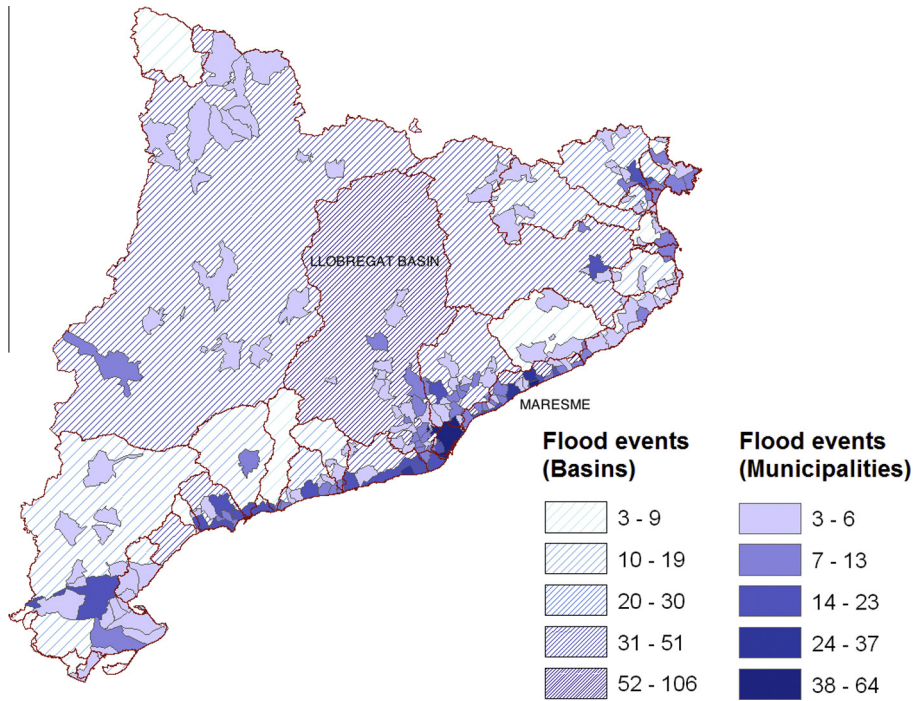 LLOBREGAT BASIN
MARESME
Flood events
(Basins)
3 - 9
10 - 19
20 - 30
31 - 51
52 - 106
Flood events
(Municipalities)
3 - 6
7 - 13
14 - 23
24 - 37
38 - 64